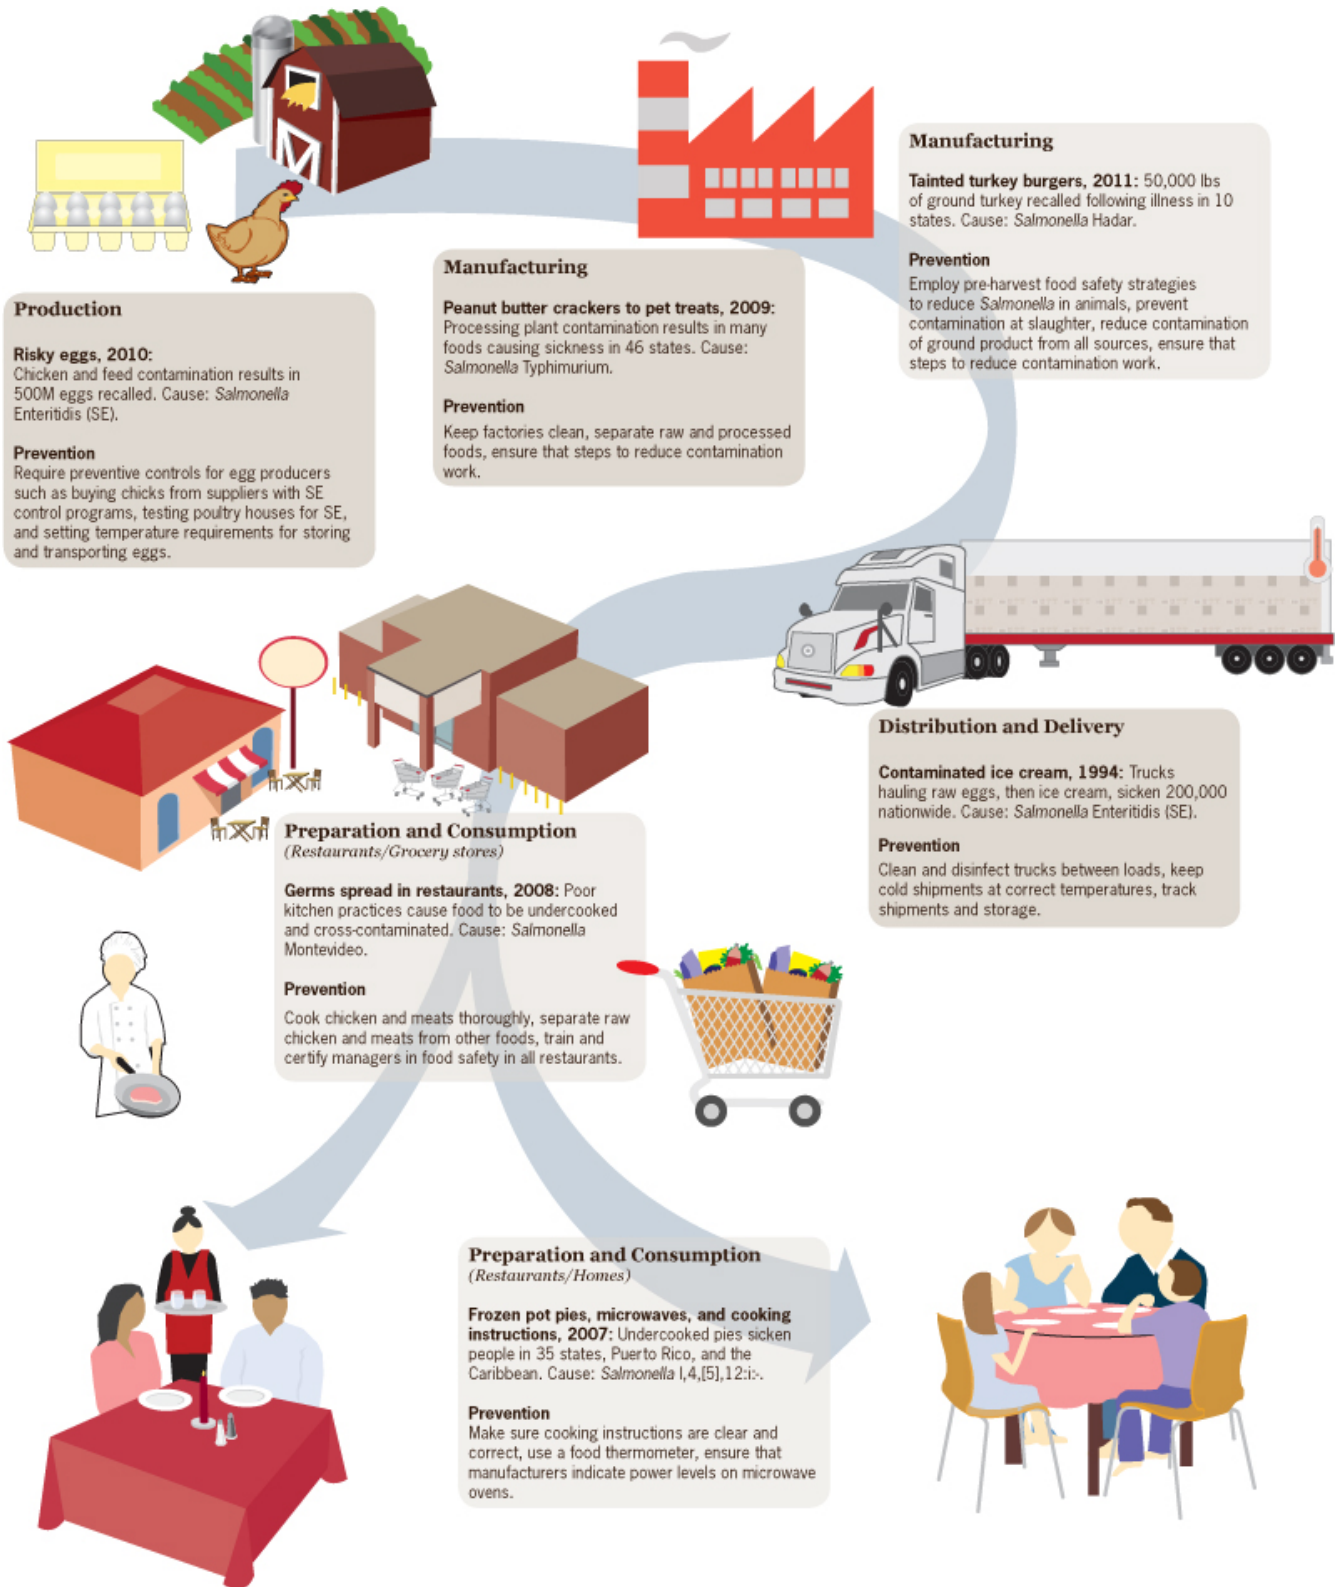 Manufacturing
Tainted turkey burgers, 2011: 50,000 lbs
of ground turkey recalled following illness in 10
states. Cause: Salmonella Hadar.
Prevention
Employ pre-harvest food safety strategies
to reduce Salmonella in animals, prevent
contamination at slaughter, reduce contamination
of ground product from all sources, ensure that
steps to reduce contamination work.
Manufacturing
Peanut butter crackers to pet treats, 2009:
Processing plant contamination results in many
foods causing sickness in 46 states. Cause:
Salmonella Typhimurium.
Prevention
Keep factories clean, separate raw and processed
foods, ensure that steps to reduce contamination
work.
Production
Risky eggs, 2010:
Chicken and feed contamination results in
500M eggs recalled. Cause: Salmonella
Enteritidis (SE).
Prevention
Require preventive controls for egg producers
such as buying chicks from suppliers with SE
control programs, testing poultry houses for SE,
and setting temperature requirements for storing
and transporting eggs.
Distribution and Delivery
Contaminated ice cream, 1994: Trucks
hauling raw eggs, then ice cream, sicken 200,000
nationwide. Cause: Salmonella Enteritidis (SE).
Prevention
Clean and disinfect trucks between loads, keep
cold shipments at correct temperatures, track
shipments and storage.
Preparation and Consumption
(Restaurants/Grocery stores)
Germs spread in restaurants, 2008: Poor
kitchen practices cause food to be undercooked
and cross-contaminated. Cause: Salmonella
Montevideo.
Prevention
Cook chicken and meats thoroughly, separate raw
chicken and meats from other foods, train and
certify managers in food safety in all restaurants.
Preparation and Consumption
(Restaurants/Homes)
Frozen pot pies, microwaves, and cooking
instructions, 2007: Undercooked pies sicken
people in 35 states, Puerto Rico, and the
Caribbean. Cause: Salmonella I,4,[5],12:i:-.
Prevention
Make sure cooking instructions are clear and
correct, use a food thermometer, ensure that
manufacturers indicate power levels on microwave
ovens.